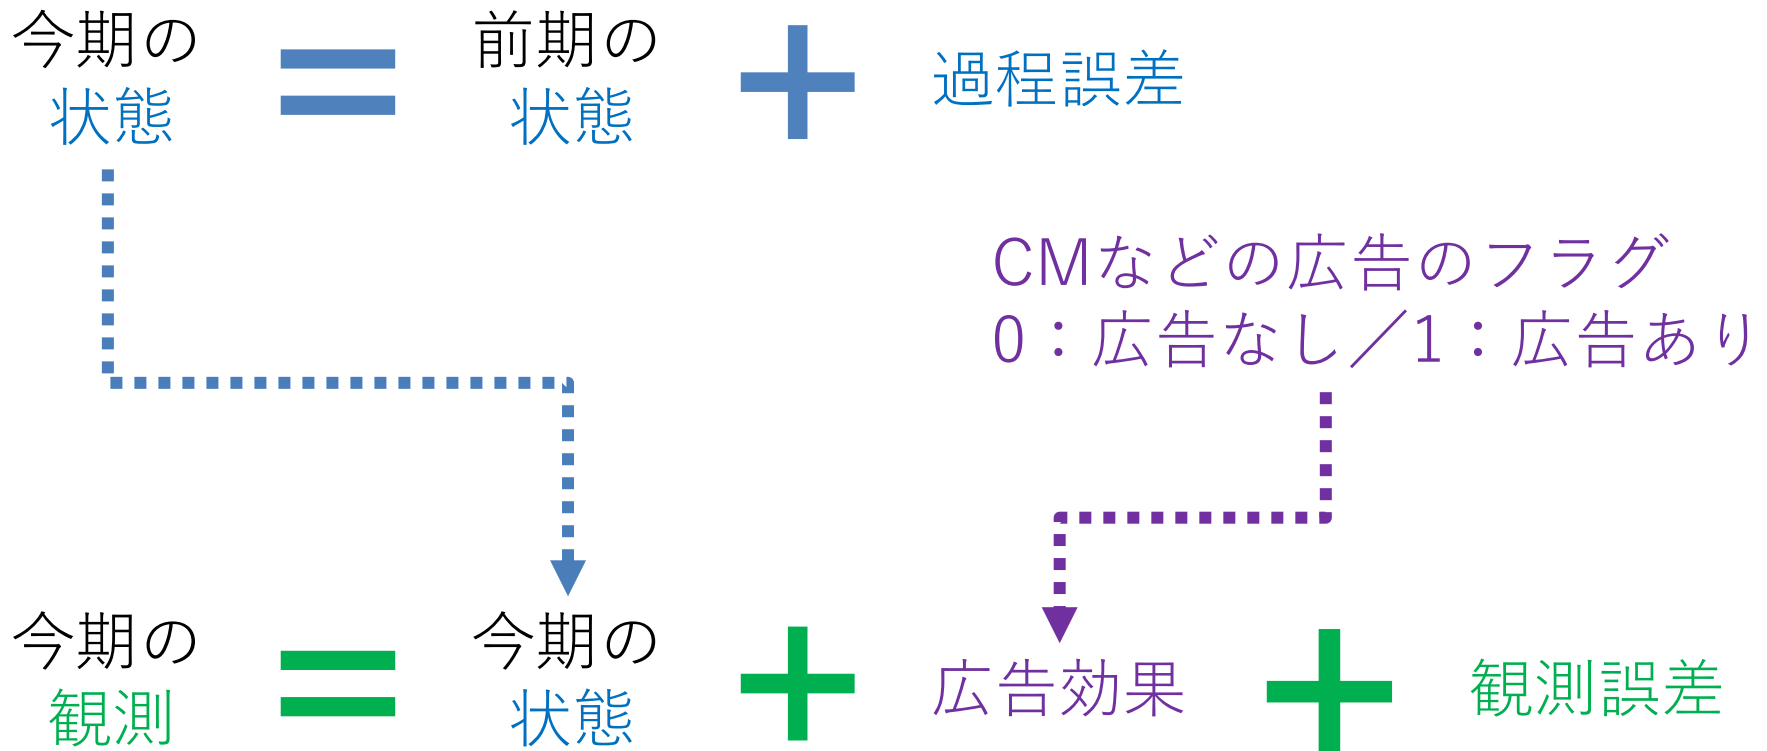 今期の
状態
=
前期の
状態
+
過程誤差
CMなどの広告のフラグ
0：広告なし／1：広告あり
今期の
観測
=
今期の
状態
+
広告効果
+
観測誤差